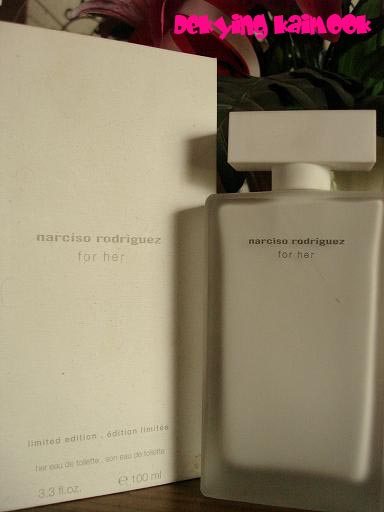 Dekying kaimook
narciso rodriguez
for her
limited edition . édition limitée
her eau de toilette . son eau de toilette
3.3 fl.oz. ℮ 100 ml
narciso rodriguez
for her